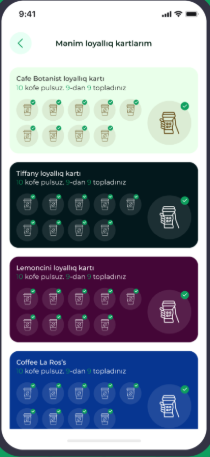 9:41
Mənim loyallıq kartlarım
Cafe Botanist loyallıq kartı
10 kofe pulsuz, 9-dan 9 topladınız
Tiffany loyallıq kartı
10 kofe pulsuz, 9-dan 9 topladınız
Lemoncini loyallıq kartı
10 kofe pulsuz, 9-dan 9 topladınız
Coffee La Ros's
10 kofe pulsuz, 9-dan 9 topladınız